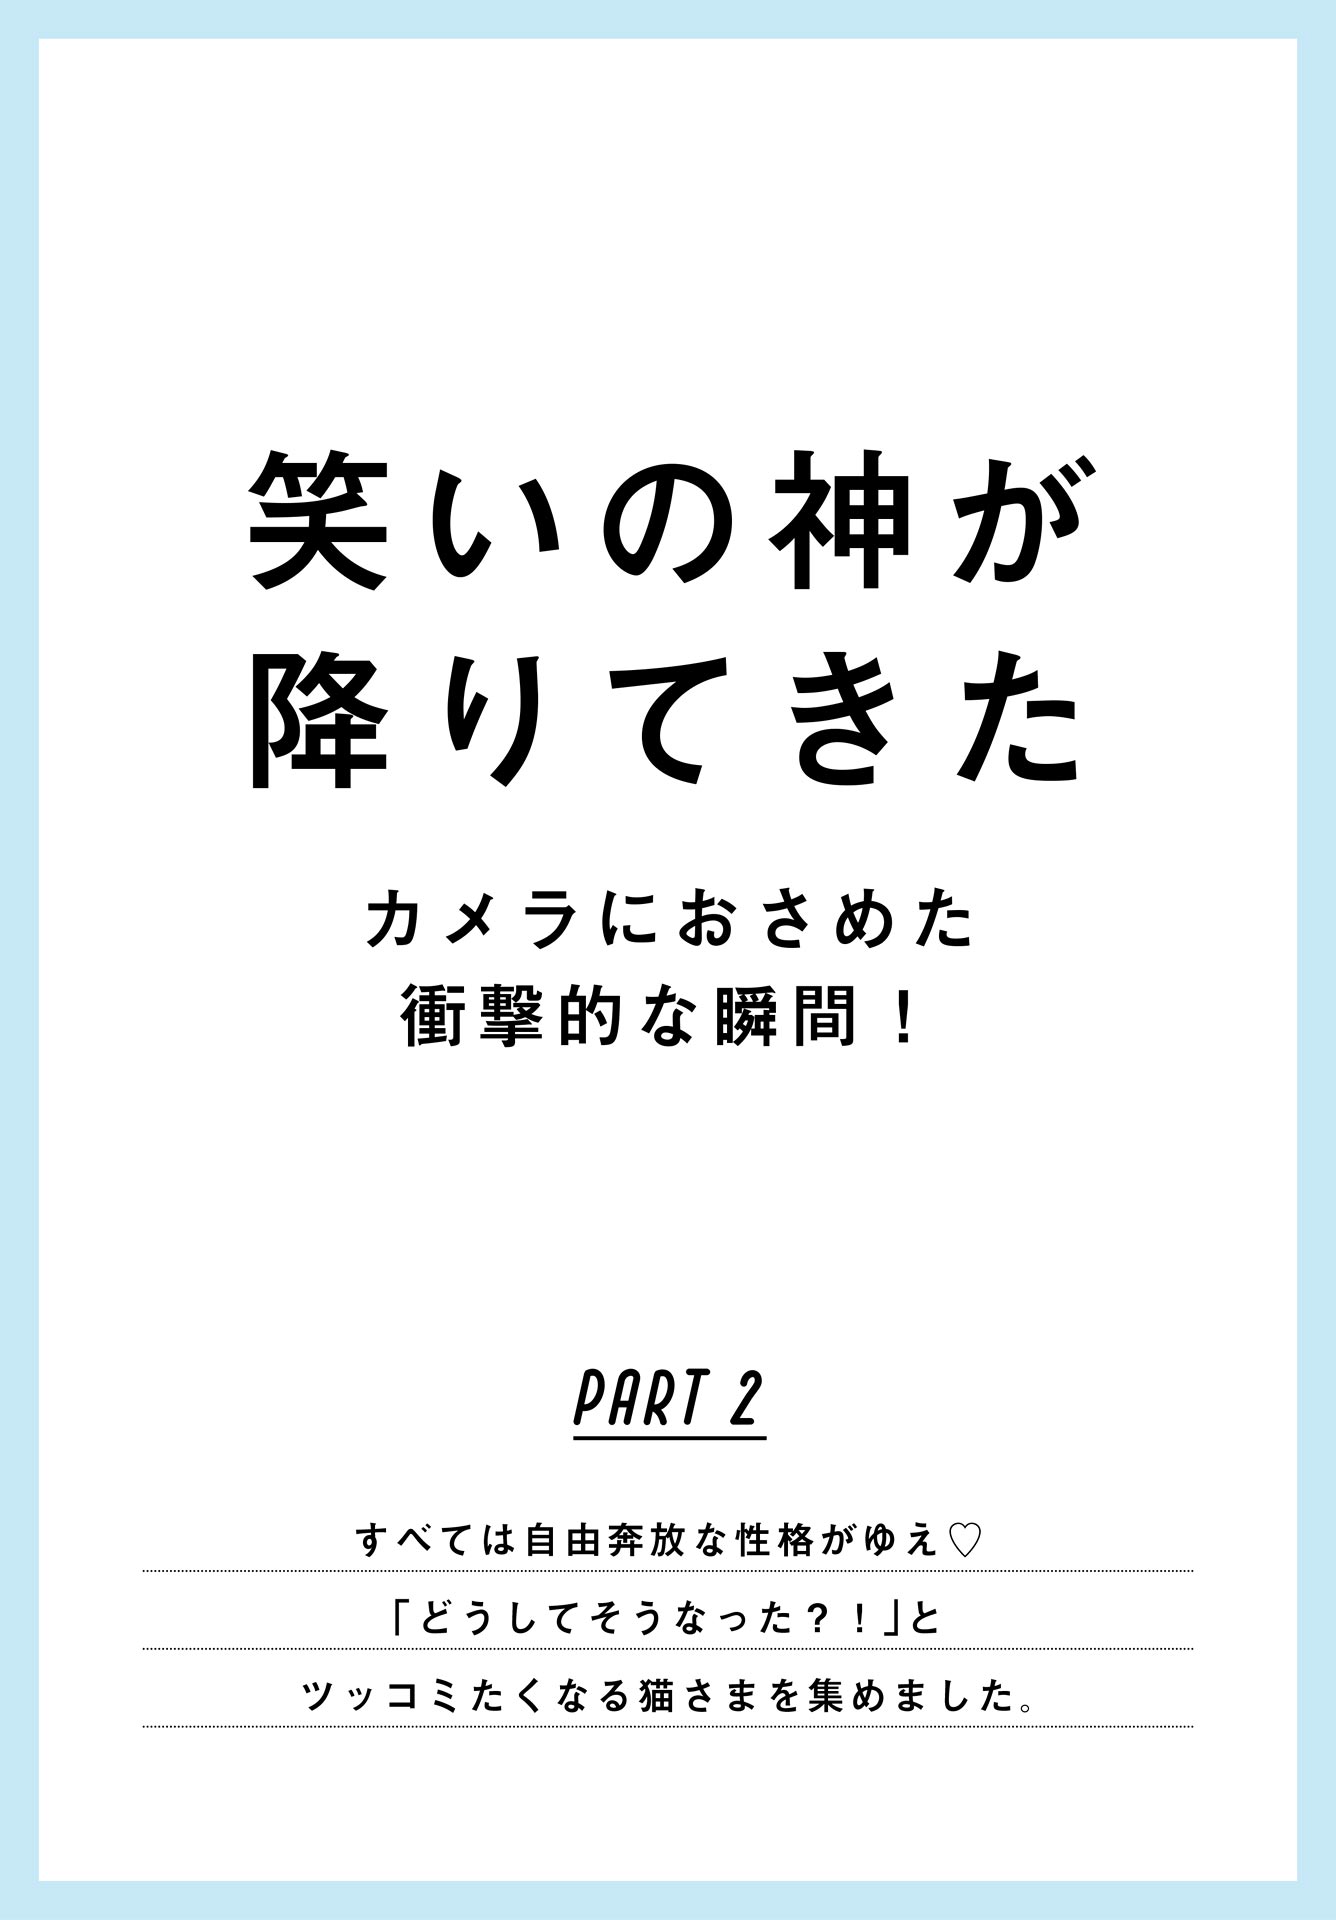 笑いの神が
降りてきた
カメラにおさめた
衝撃的な瞬間！
PART 2
すべては自由奔放な性格がゆえ♡
「どうしてそうなった？！」と
ツッコミたくなる猫さまを集めました。